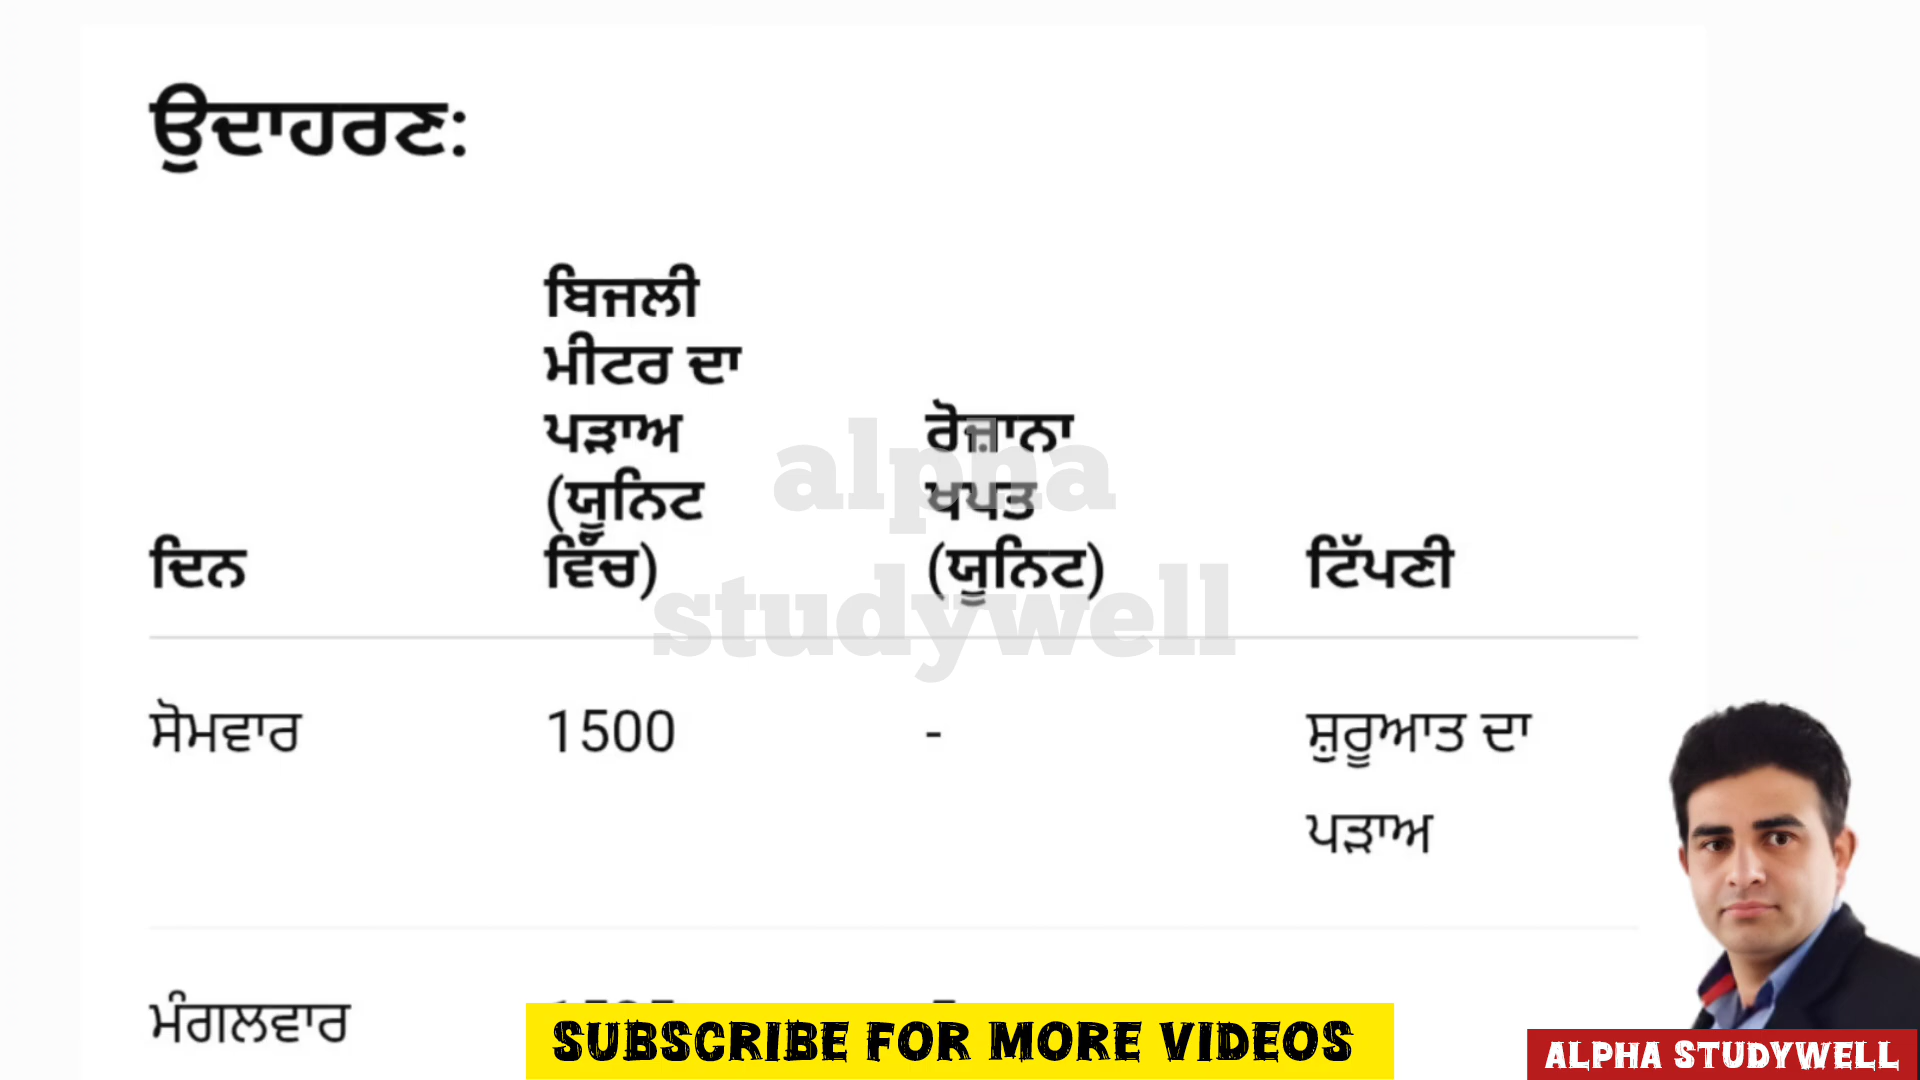 ਉਦਾਹਰਣ:
ਬਿਜਲੀ
ਮੀਟਰ ਦਾ
ਪੜਾਅ
(ਯੂਨਿਟ
ਵਿੱਚ)
ਰੋਜ਼ਾਨਾ
ਖਪਤ
(ਯੂਨਿਟ)
ਦਿਨ
ਟਿੱਪਣੀ
alpha
studywell
ਸੋਮਵਾਰ 1500 - ਸ਼ੁਰੂਆਤ ਦਾ
ਪੜਾਅ
ਮੰਗਲਵਾਰ
SUBSCRIBE FOR MORE VIDEOS
ALPHA STUDYWELL